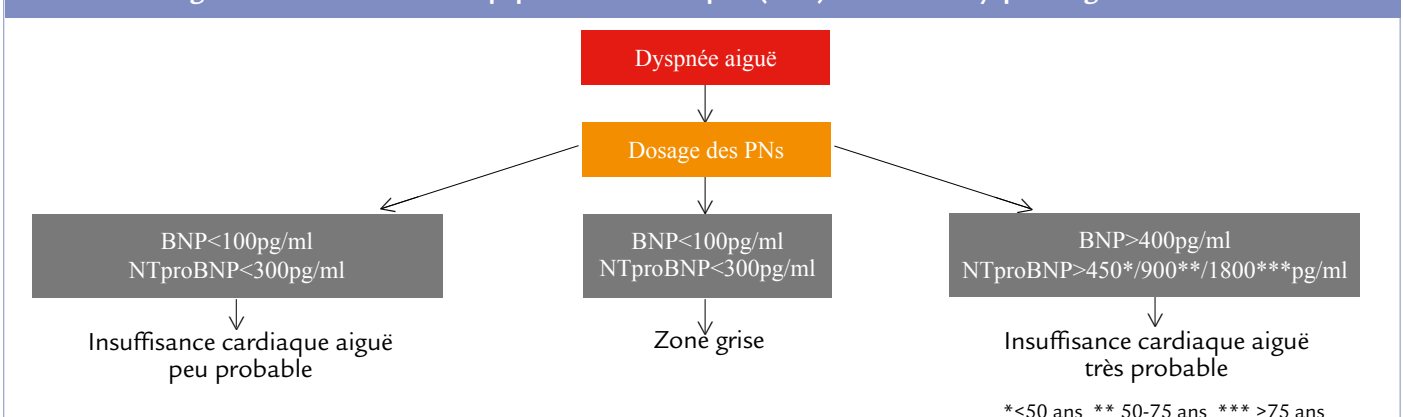 Dyspnée aiguë
Dosage des PNs
BNP<100pg/ml
NTproBNP<300pg/ml
BNP<100pg/ml
NTproBNP<300pg/ml
BNP>400pg/ml
NTproBNP>450*/900**/1800***pg/ml
Insuffisance cardiaque aiguë
peu probable
Zone grise
Insuffisance cardiaque aiguë
très probable
*<50 ans ** 50-75 ans *** >75 ans